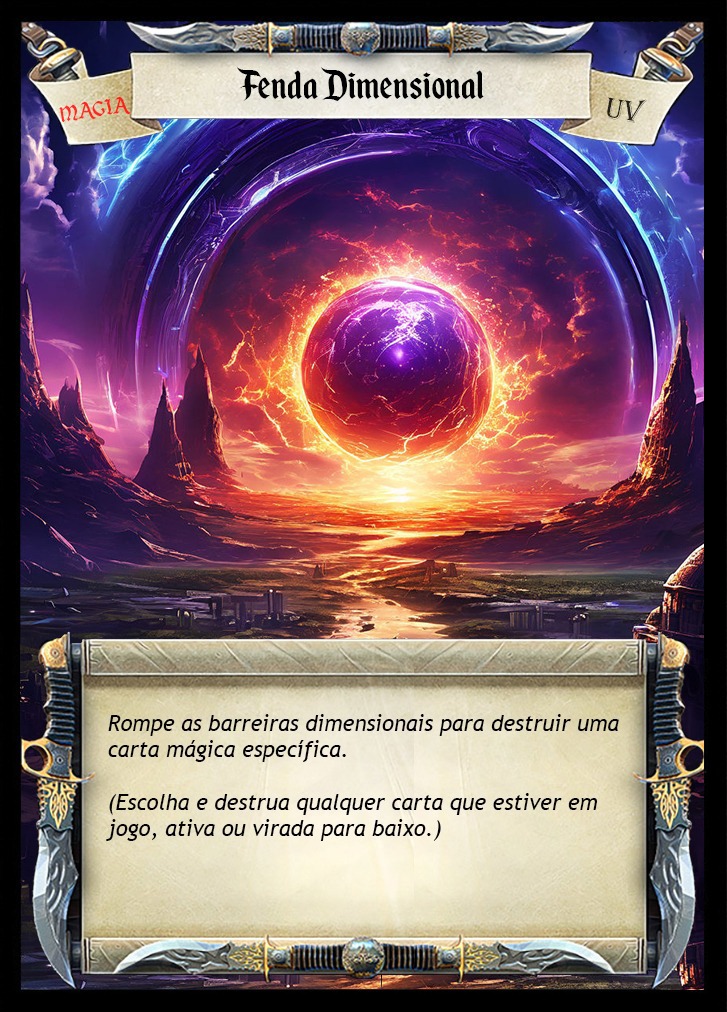 Fenda Dimensional
MAGIA
UV
Rompe as barreiras dimensionais para destruir uma
carta mágica específica.
(Escolha e destrua qualquer carta que estiver em
jogo, ativa ou virada para baixo.)